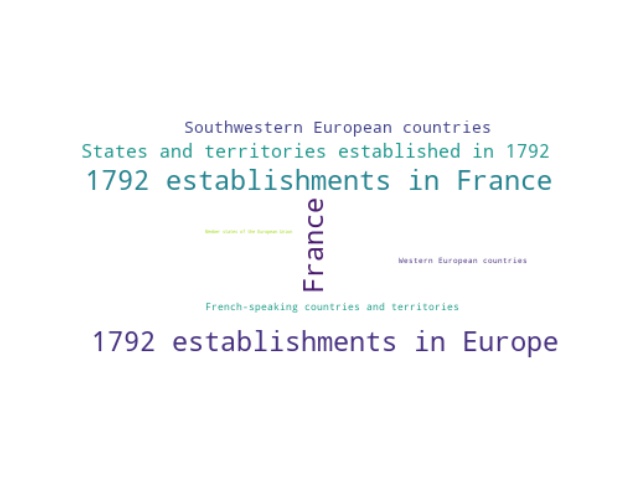 Southwestern European countries
States and territories established in 1792
1792 establishments in France
France
Member states of the European Union
Western European countries
French-speaking countries and territories
1792 establishments in Europe